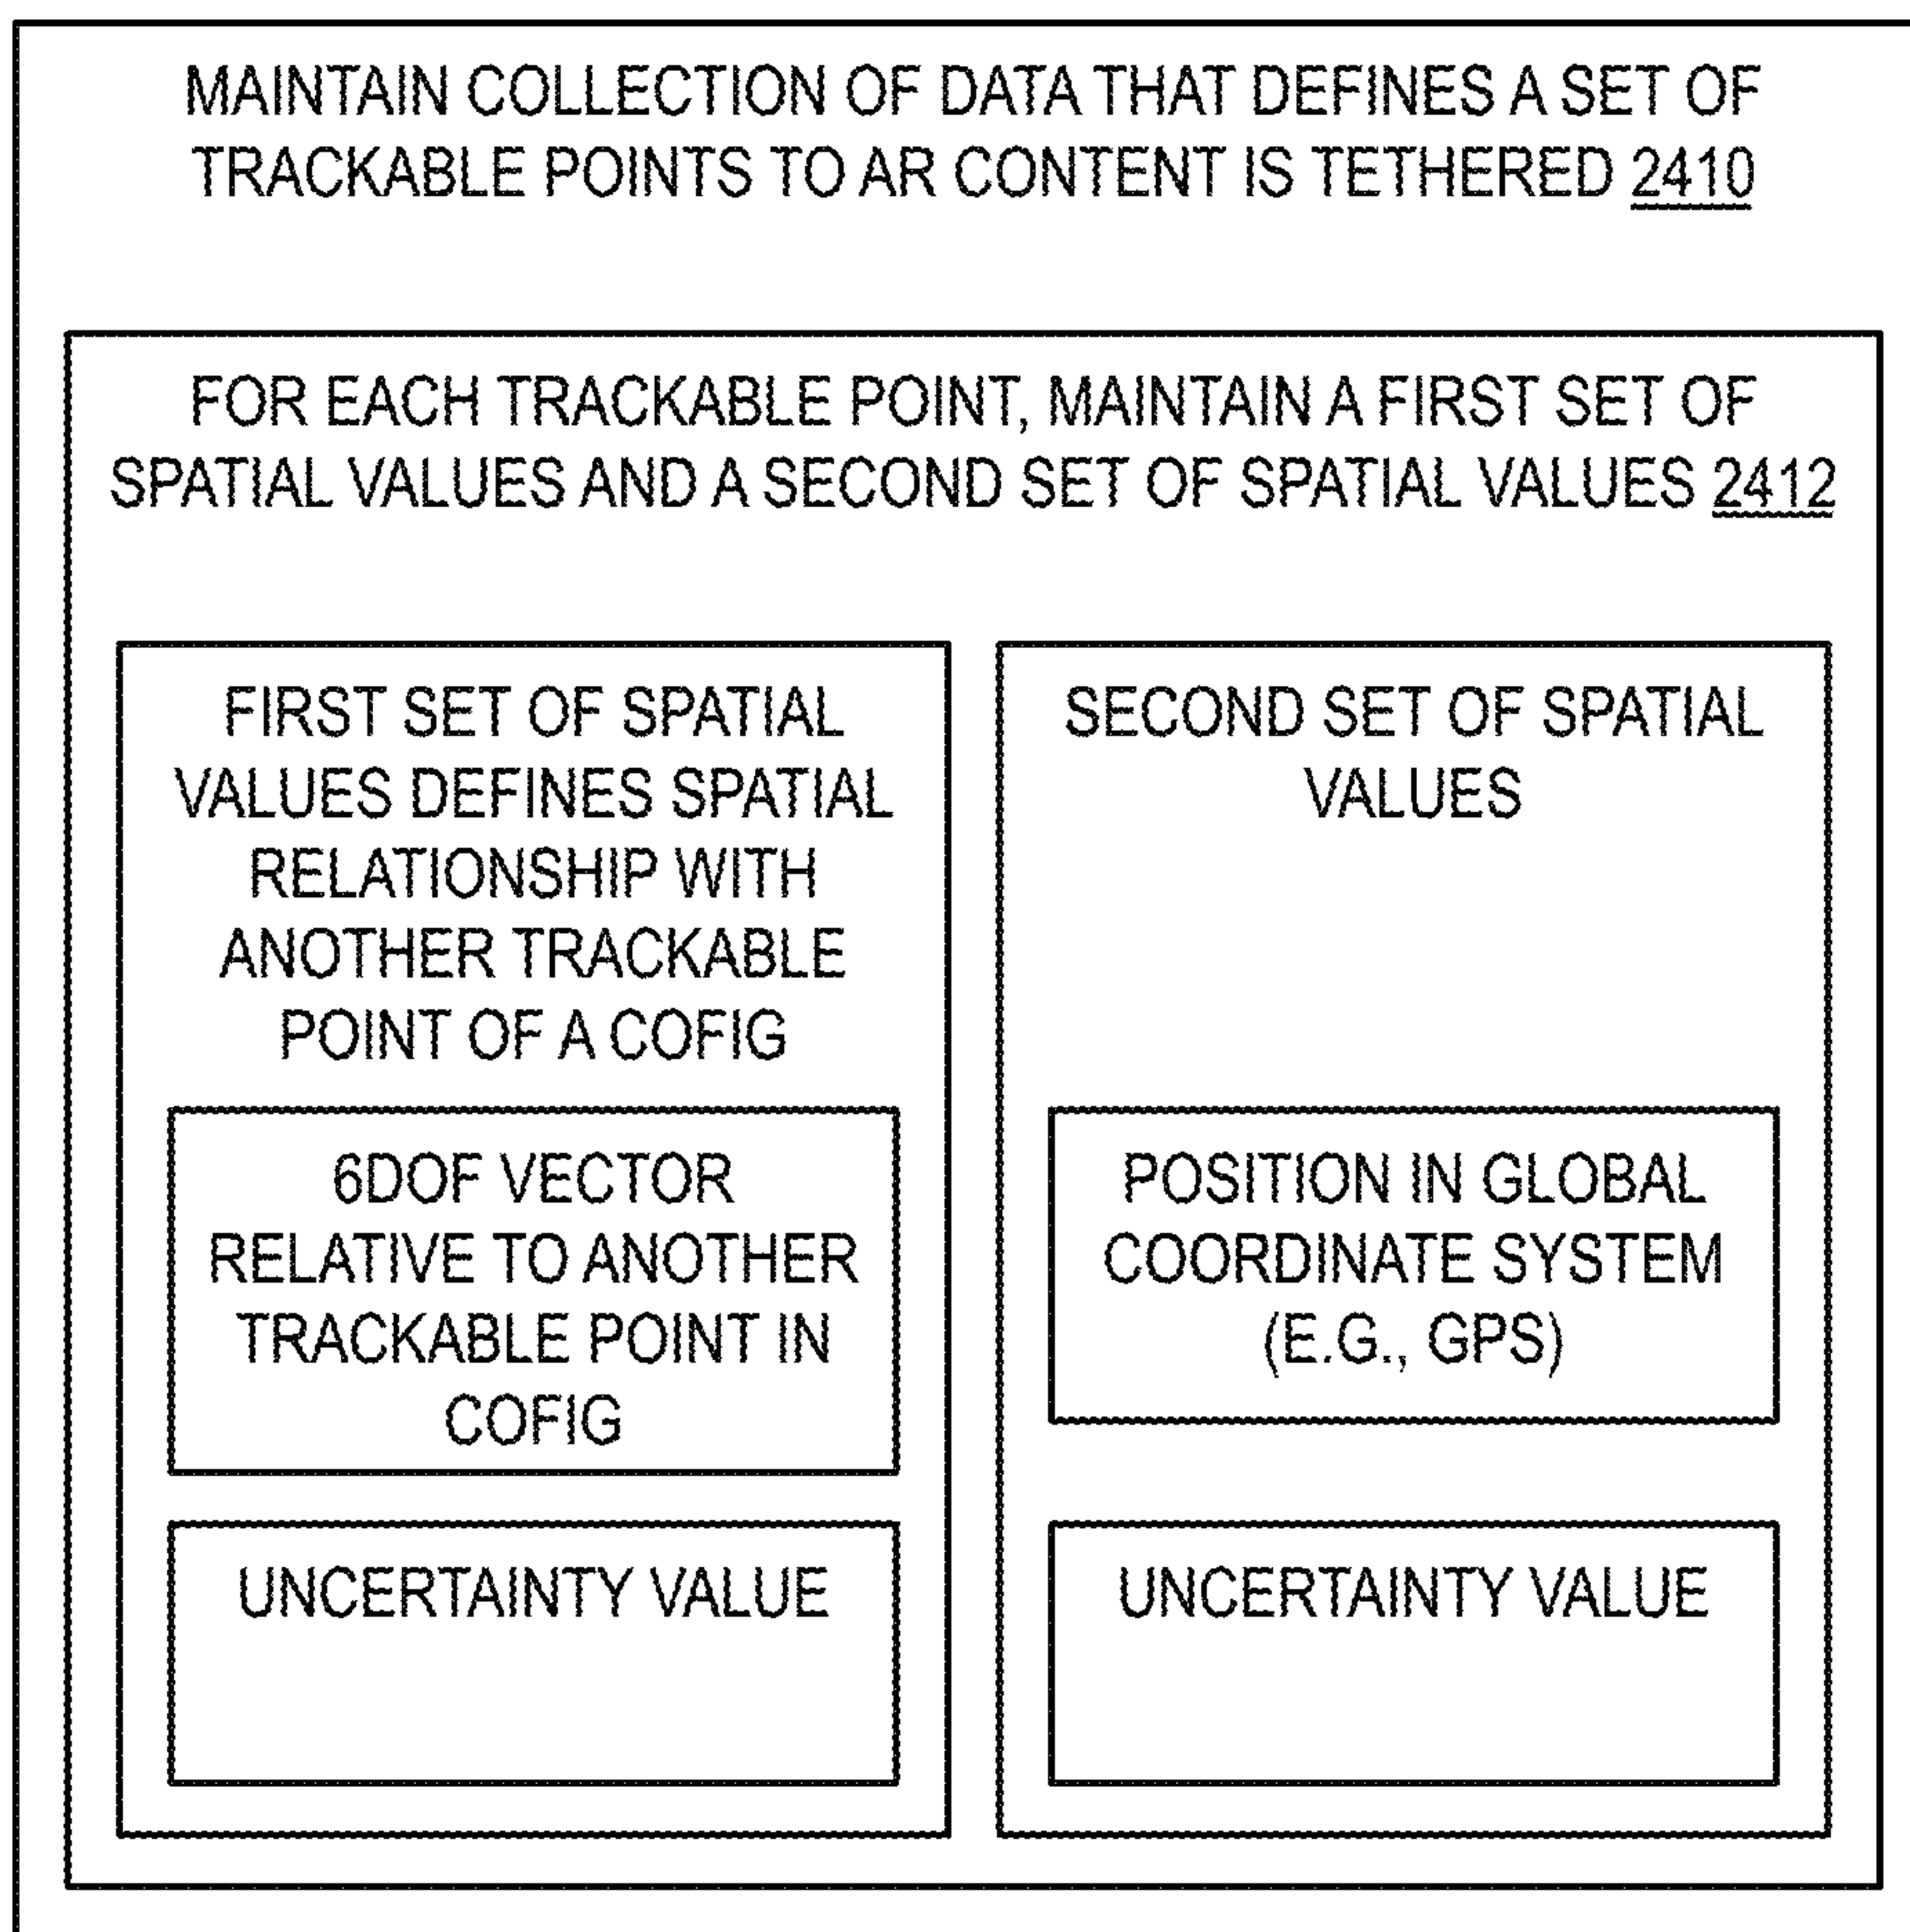 MAINTAIN COLLECTION OF DATA THAT DEFINES A SET OF
TRACKABLE POINTS TO AR CONTENT IS TETHERED 2410
FOR EACH TRACKABLE POINT, MAINTAIN A FIRST SET OF
SPATIAL VALUES AND A SECOND SET OF SPATIAL VALUES 2412
FIRST SET OF SPATIAL
VALUES DEFINES SPATIAL
RELATIONSHIP WITH
ANOTHER TRACKABLE
POINT OF A COFIG
6DOF VECTOR
RELATIVE TO ANOTHER
TRACKABLE POINT IN
COFIG
UNCERTAINTY VALUE
SECOND SET OF SPATIAL
VALUES
POSITION IN GLOBAL
COORDINATE SYSTEM
(E.G., GPS)
UNCERTAINTY VALUE